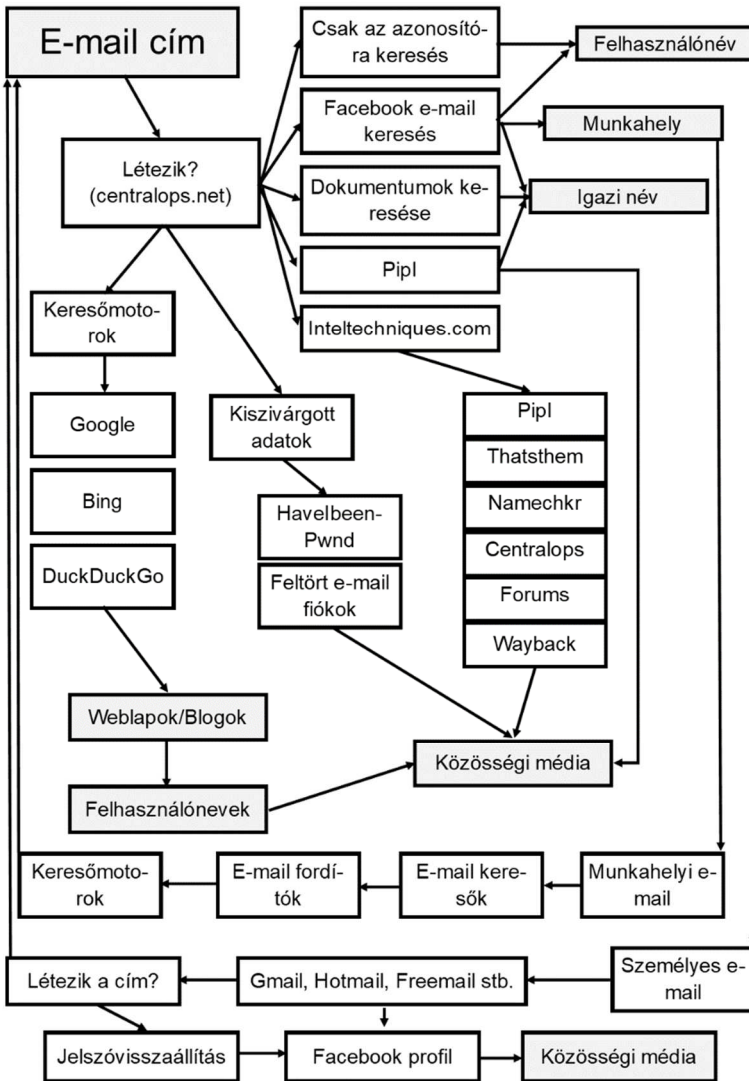 E-mail cím
Csak az azonosító-
ra keresés
Felhasználónév
Facebook e-mail
keresés
Munkahely
Létezik?
(centralops.net)
Dokumentumok ke-
resése
Igazi név
Pipl
Inteltechniques.com
Keresőmoto-
rok
Google
Bing
DuckDuckGo
Kiszivárgott
adatok
HaveIbeen-
Pwnd
Feltört e-mail
fiókok
Pipl
Thatsthem
Namechkr
Centralops
Forums
Wayback
Weblapok/Blogok
Felhasználónevek
Közösségi média
Keresőmoto-
rok
E-mail fordí-
tók
E-mail kere-
sők
Munkahelyi e-
mail
Létezik a cím?
Gmail, Hotmail, Freemail stb.
Személyes e-
mail
Jelszóvisszaállítás
Facebook profil
Közösségi média